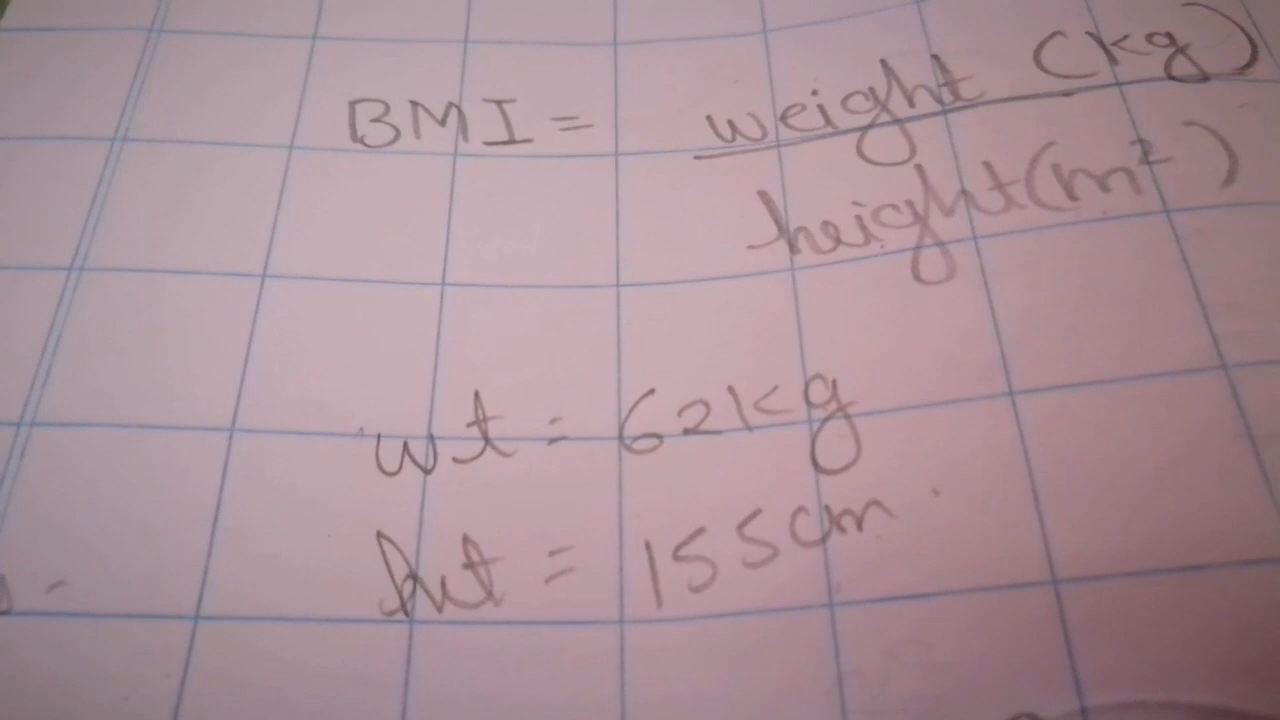 BMI = weight (kg)
height (m²)
wt = 62kg
ht = 155cm